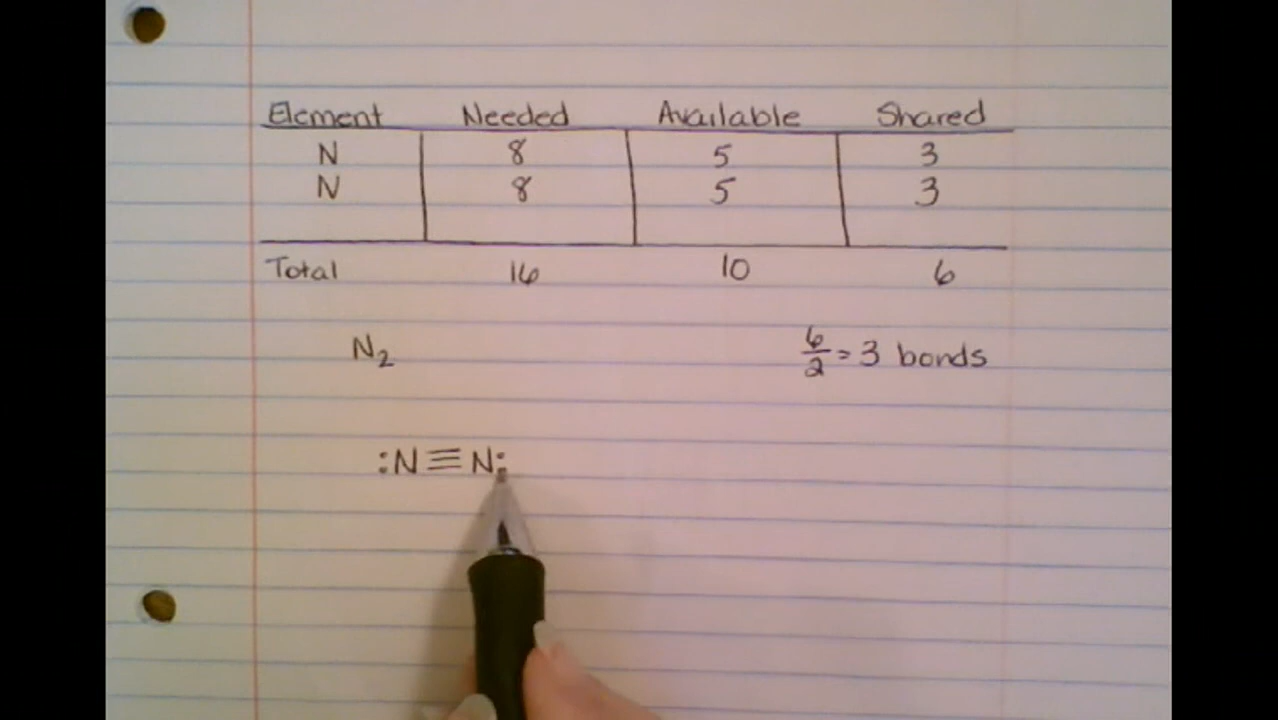 Element Needed Available Shared
N 8 5 3
N 8 5 3
Total 16 10 6
N₂ 6/2 = 3 bonds
:N≡N: